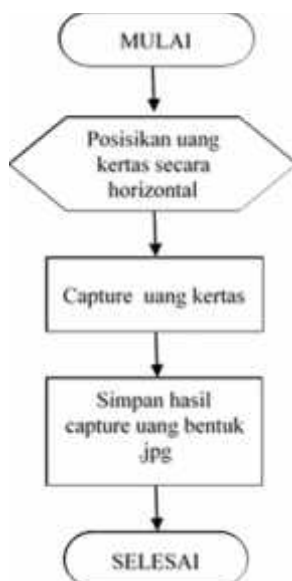 MULAI
Posisikan uang
kertas secara
horizontal
Capture uang kertas
Simpan hasil
capture uang bentuk
.jpg
SELESAI